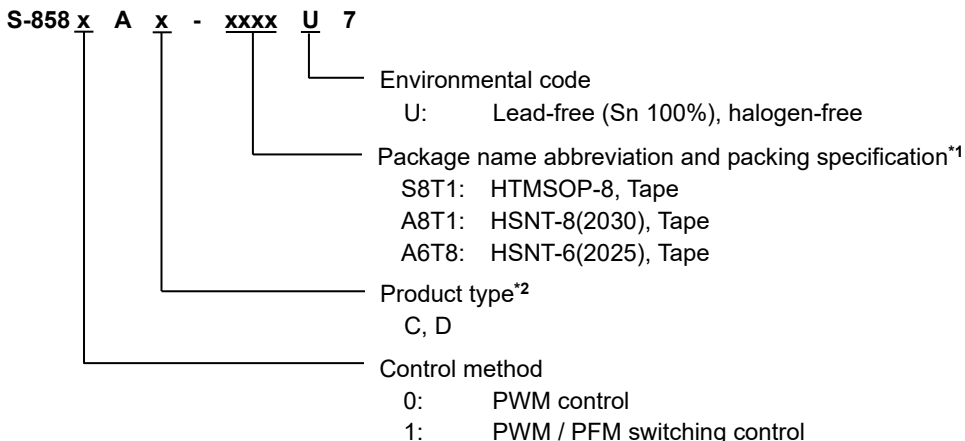 S-858 x A x - xxxx U 7
Environmental code
U: Lead-free (Sn 100%), halogen-free
Package name abbreviation and packing specification*1
S8T1: HTMSOP-8, Tape
A8T1: HSNT-8(2030), Tape
A6T8: HSNT-6(2025), Tape
Product type*2
C, D
Control method
0: PWM control
1: PWM / PFM switching control